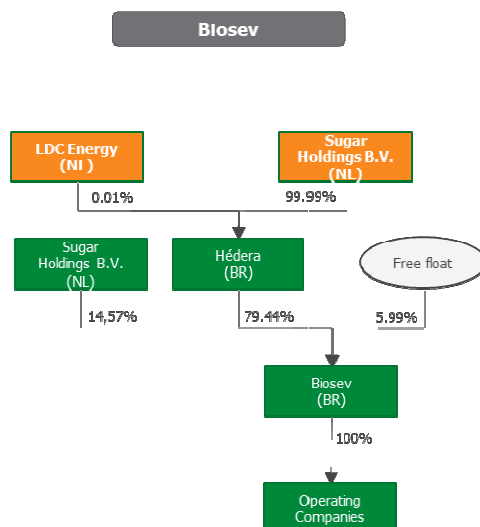 Biosev
LDC Energy
(NL)
Sugar
Holdings B.V.
(NL)
0.01%
99.99%
Sugar
Holdings B.V.
(NL)
Hédera
(BR)
Free float
14,57%
79.44%
5.99%
Biosev
(BR)
100%
Operating
Companies